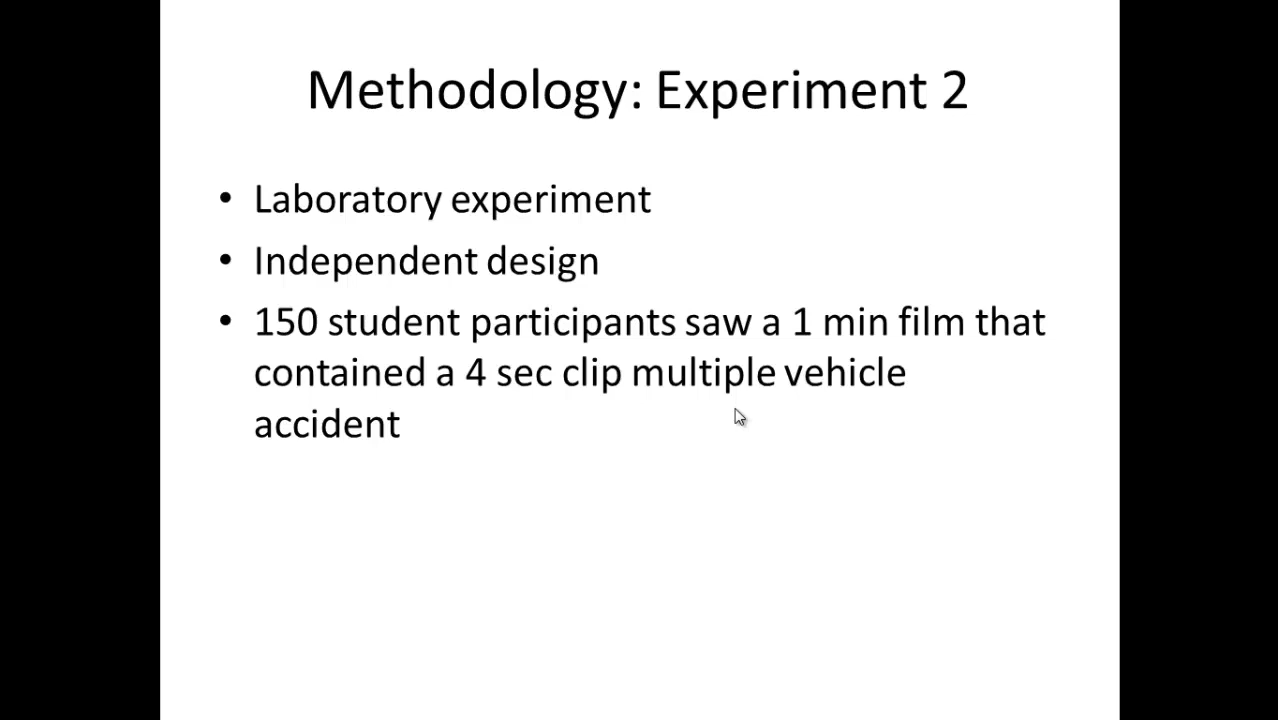 Methodology: Experiment 2
• Laboratory experiment
• Independent design
• 150 student participants saw a 1 min film that
contained a 4 sec clip multiple vehicle
accident